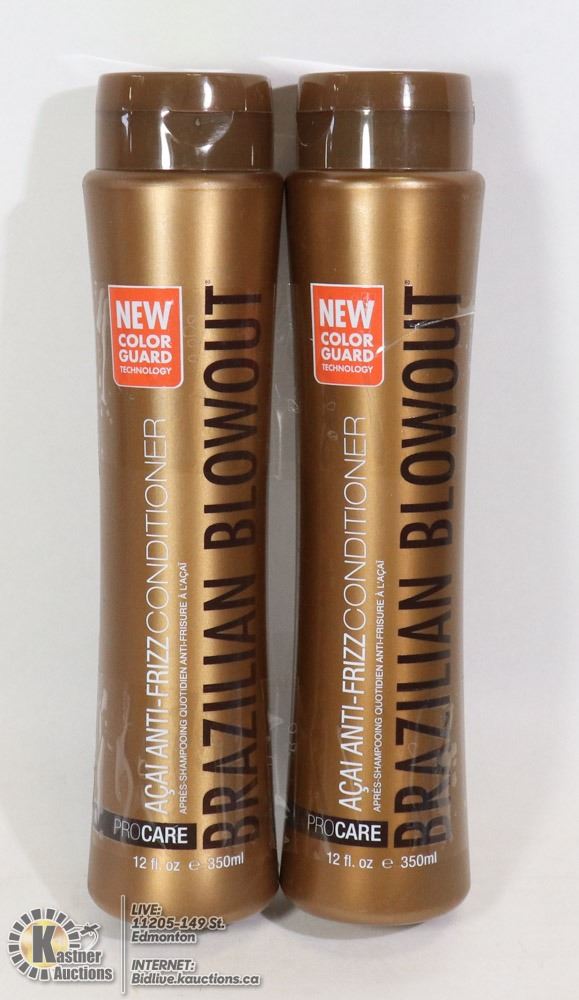 NEW
COLOR
GUARD
TECHNOLOGY
AÇAI ANTI-FRIZZ CONDITIONER
APRÈS-SHAMPOOING QUOTIDIEN ANTI-FRISURE À L'AÇAÏ
BRAZILIAN BLOWOUT®
PROCARE
12 fl. oz e 350ml
NEW
COLOR
GUARD
TECHNOLOGY
AÇAI ANTI-FRIZZ CONDITIONER
APRÈS-SHAMPOOING QUOTIDIEN ANTI-FRISURE À L'AÇAÏ
BRAZILIAN BLOWOUT®
PROCARE
12 fl. oz e 350ml
Kastner
Auctions
LIVE:
11205-149 St.
Edmonton
INTERNET:
Bidlive.kauctions.ca